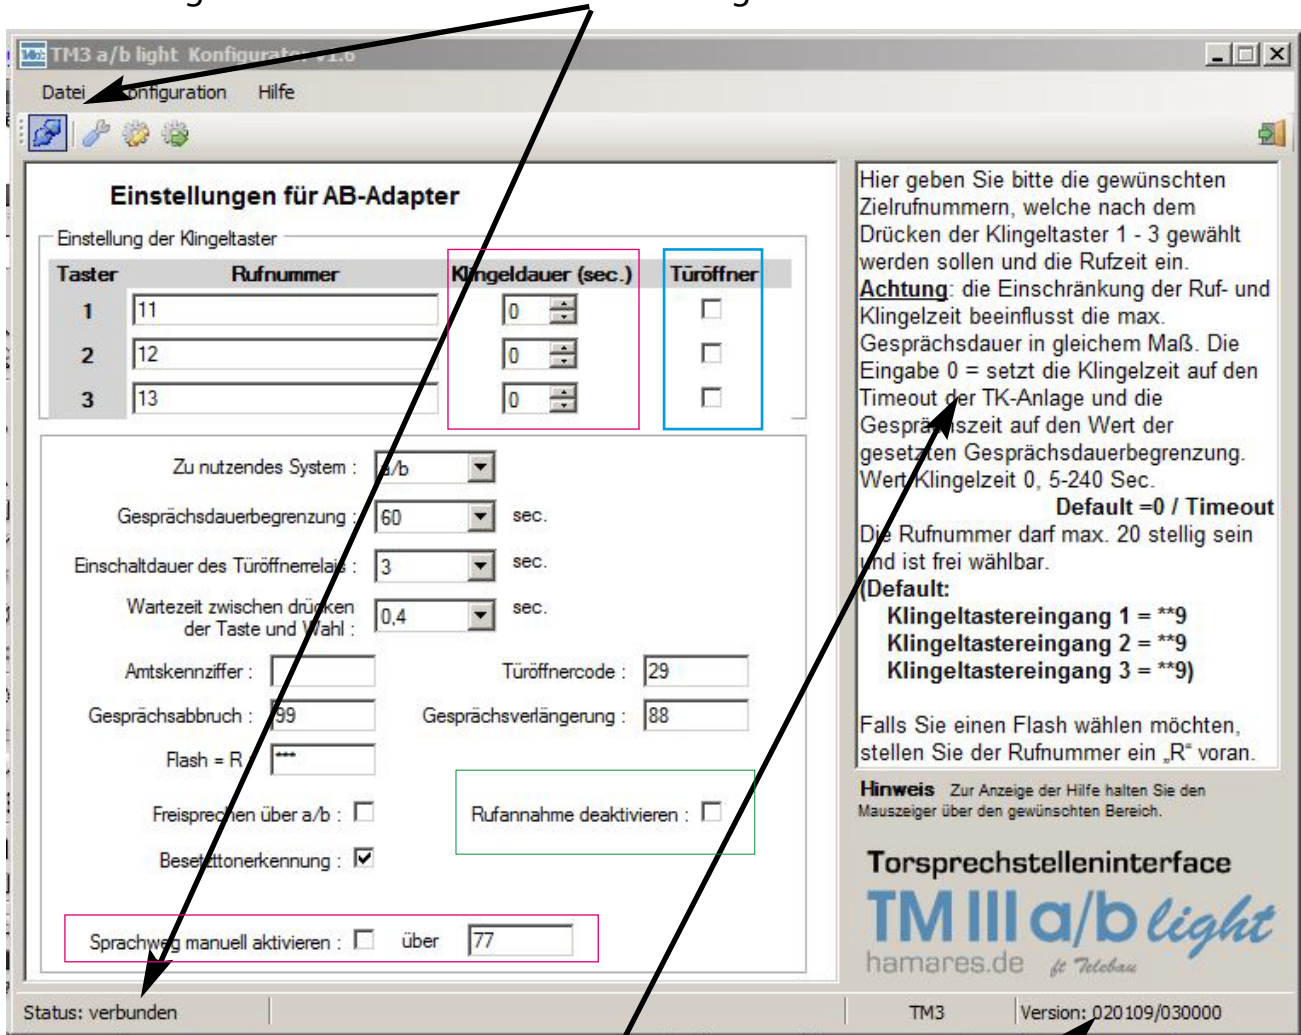 TM3 a/b light Konfigurator v1.6
Datei Konfiguration Hilfe
Einstellungen für AB-Adapter
Einstellung der Klingeltaster
Taster Rufnummer Klingeldauer (sec.) Türöffner
1 11 0
2 12 0
3 13 0
Zu nutzendes System : a/b
Gesprächsdauerbegrenzung : 60 sec.
Einschaltdauer des Türöffnerrelais : 3 sec.
Wartezeit zwischen drücken
der Taste und Wahl : 0,4 sec.
Amtskennziffer : Türöffnercode : 29
Gesprächsabbruch : 99 Gesprächsverlängerung : 88
Flash = R : ***
Freisprechen über a/b : Rufannahme deaktivieren :
Besetzttonerkennung :
Sprachweg manuell aktivieren : über 77
Hier geben Sie bitte die gewünschten
Zielrufnummern, welche nach dem
Drücken der Klingeltaster 1 - 3 gewählt
werden sollen und die Rufzeit ein.
Achtung: die Einschränkung der Ruf- und
Klingelzeit beeinflusst die max.
Gesprächsdauer in gleichem Maß. Die
Eingabe 0 = setzt die Klingelzeit auf den
Timeout der TK-Anlage und die
Gesprächszeit auf den Wert der
gesetzten Gesprächsdauerbegrenzung.
Wert Klingelzeit 0, 5-240 Sec.
Default =0 / Timeout
Die Rufnummer darf max. 20 stellig sein
und ist frei wählbar.
(Default:
Klingeltastereingang 1 = **9
Klingeltastereingang 2 = **9
Klingeltastereingang 3 = **9)
Falls Sie einen Flash wählen möchten,
stellen Sie der Rufnummer ein „R“ voran.
Hinweis Zur Anzeige der Hilfe halten Sie den
Mauszeiger über den gewünschten Bereich.
Torsprechstelleninterface
TM III a/b light
hamares.de ft Telebau
Status: verbunden TM3 Version: 020109/030000